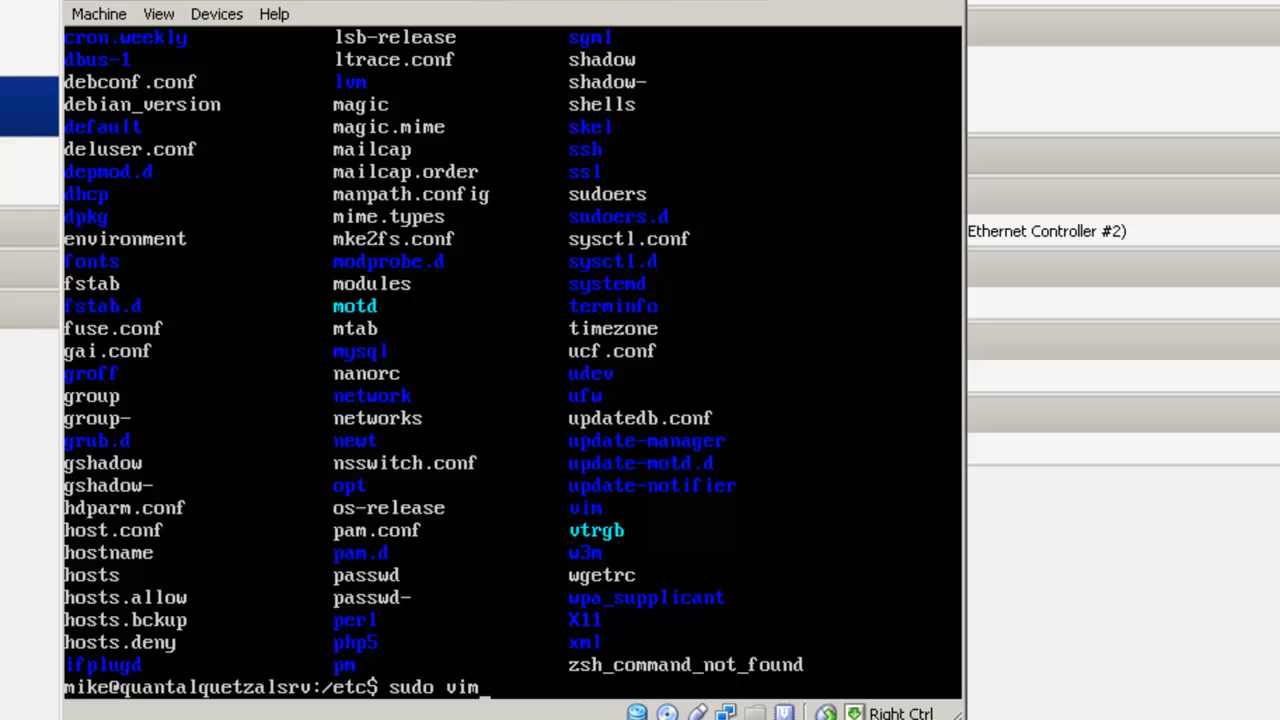 Machine View Devices Help
cron.weekly lsb-release sgml
dbus-1 ltrace.conf shadow
debconf.conf lvm shadow-
debian_version magic shells
default magic.mime skel
deluser.conf mailcap ssh
depmod.d mailcap.order ssl
dhcp manpath.config sudoers
dpkg mime.types sudoers.d
environment mke2fs.conf sysctl.conf
Ethernet Controller #2)
fonts modprobe.d sysctl.d
fstab modules systemd
fstab.d motd terminfo
fuse.conf mtab timezone
gai.conf mysql ucf.conf
groff nanorc udev
group network ufw
group- networks updatedb.conf
grub.d newt update-manager
gshadow nsswitch.conf update-motd.d
gshadow- opt update-notifier
hdparm.conf os-release vim
host.conf pam.conf vtrgb
hostname pam.d w3m
hosts passwd wgetrc
hosts.allow passwd- wpa_supplicant
hosts.bckup perl X11
hosts.deny php5 xml
ifplugd pm zsh_command_not_found
mike@quantalquetzalsrv:/etc$ sudo vim_
Right Ctrl